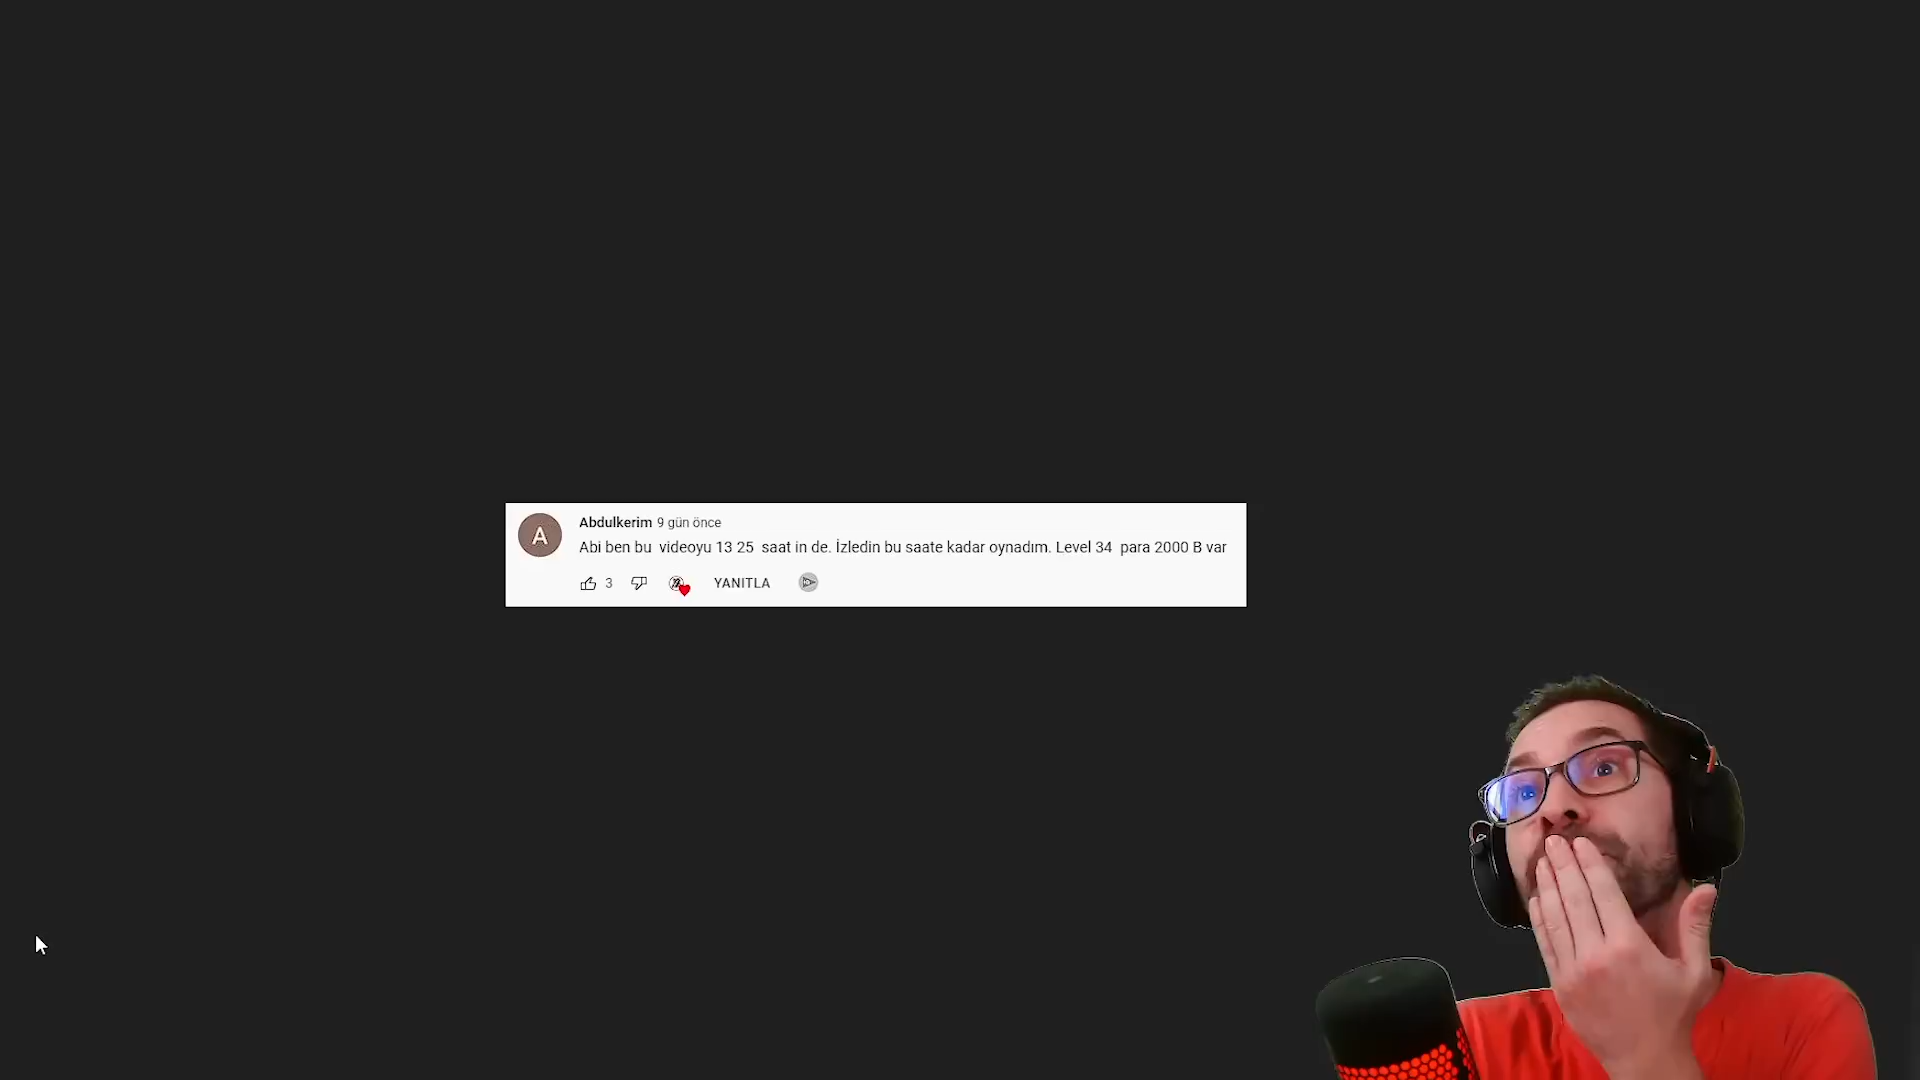 A
Abdulkerim 9 gün önce
Abi ben bu videoyu 13 25 saat in de. İzledin bu saate kadar oynadım. Level 34 para 2000 B var
3 YANITLA